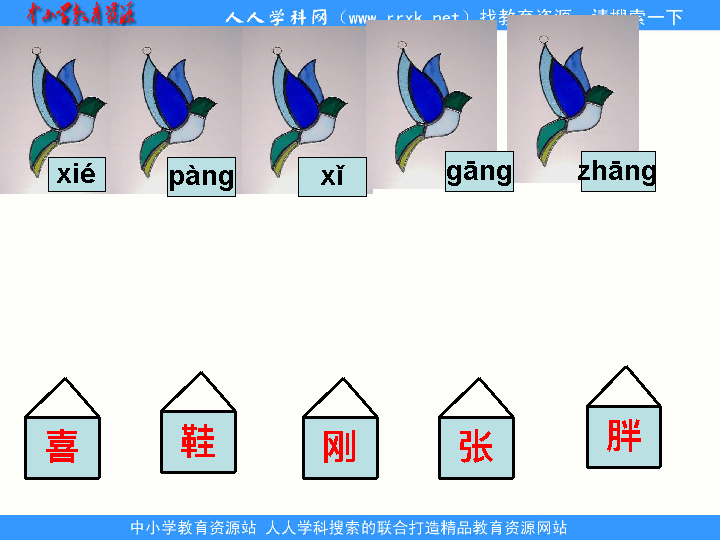 中小学教育资源
人人学科网（www.rrxk.net）找教育资源，请搜索一下
xié pàng xǐ gāng zhāng
喜 鞋 刚 张 胖
中小学教育资源站 人人学科搜索的联合打造精品教育资源网站